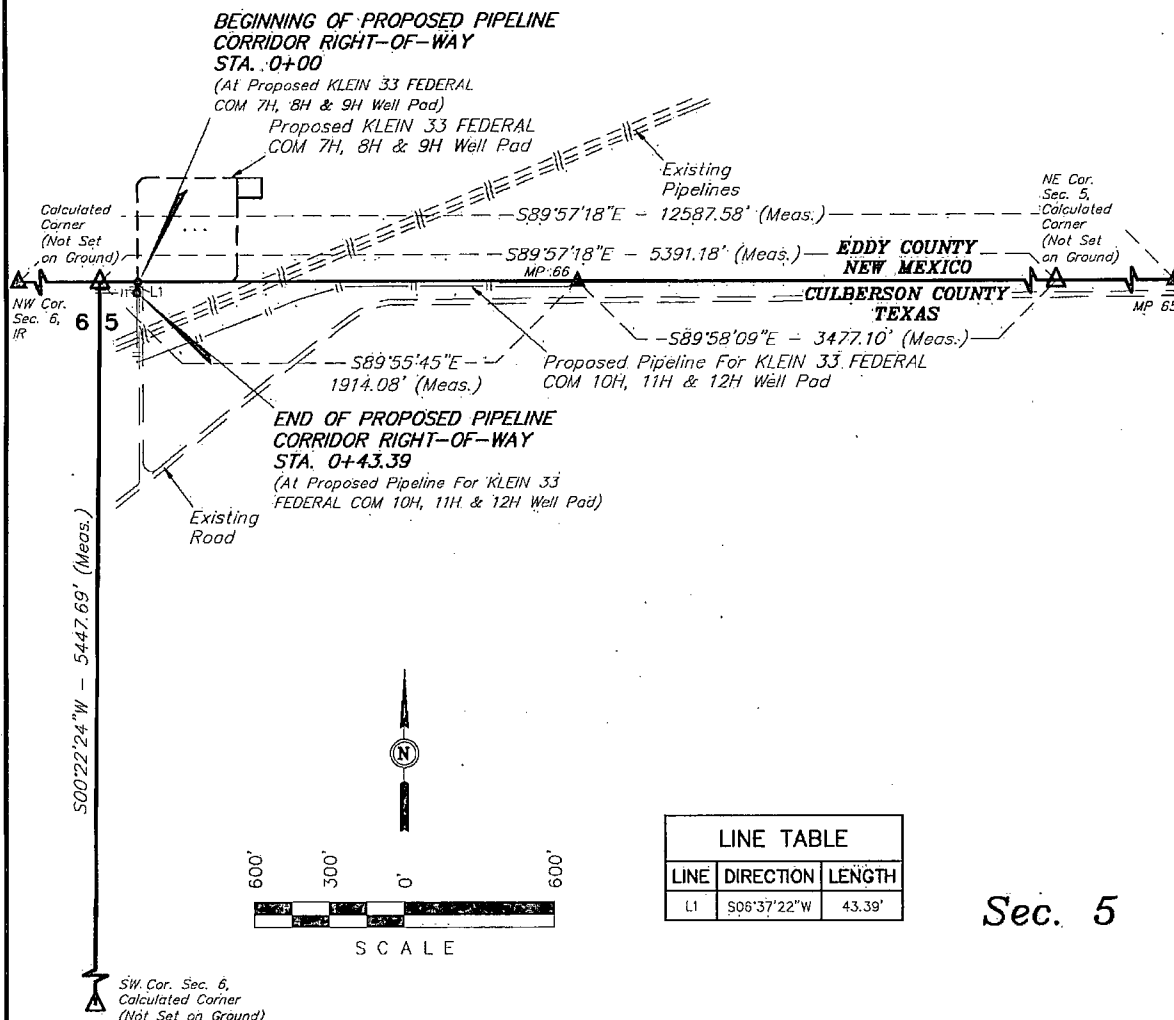 BEGINNING OF PROPOSED PIPELINE
CORRIDOR RIGHT-OF-WAY
STA. 0+00
(At Proposed KLEIN 33 FEDERAL
COM 7H, 8H & 9H Well Pad)
Proposed KLEIN 33 FEDERAL
COM 7H, 8H & 9H Well Pad
Existing
Pipelines
NE Cor.
Sec. 5,
Calculated
Corner
(Not Set
on Ground)
Calculated
Corner
(Not Set
on Ground)
S89°57'18"E - 12587.58' (Meas.)
S89°57'18"E - 5391.18' (Meas.)
MP 66
EDDY COUNTY
NEW MEXICO
CULBERSON COUNTY
TEXAS
MP 65
NW Cor.
Sec. 6,
IR
6 5
L1
S89°58'09"E - 3477.10' (Meas.)
S89°55'45"E
1914.08' (Meas.)
Proposed Pipeline For KLEIN 33 FEDERAL
COM 10H, 11H & 12H Well Pad
END OF PROPOSED PIPELINE
CORRIDOR RIGHT-OF-WAY
STA. 0+43.39
(At Proposed Pipeline For KLEIN 33
FEDERAL COM 10H, 11H & 12H Well Pad)
Existing
Road
S00°22'24"W - 5447.69' (Meas.)
N
600' 300' 0' 600'
SCALE
LINE TABLE
LINE DIRECTION LENGTH
L1 S06°37'22"W 43.39'
Sec. 5
SW Cor. Sec. 6,
Calculated Corner
(Not Set on Ground)